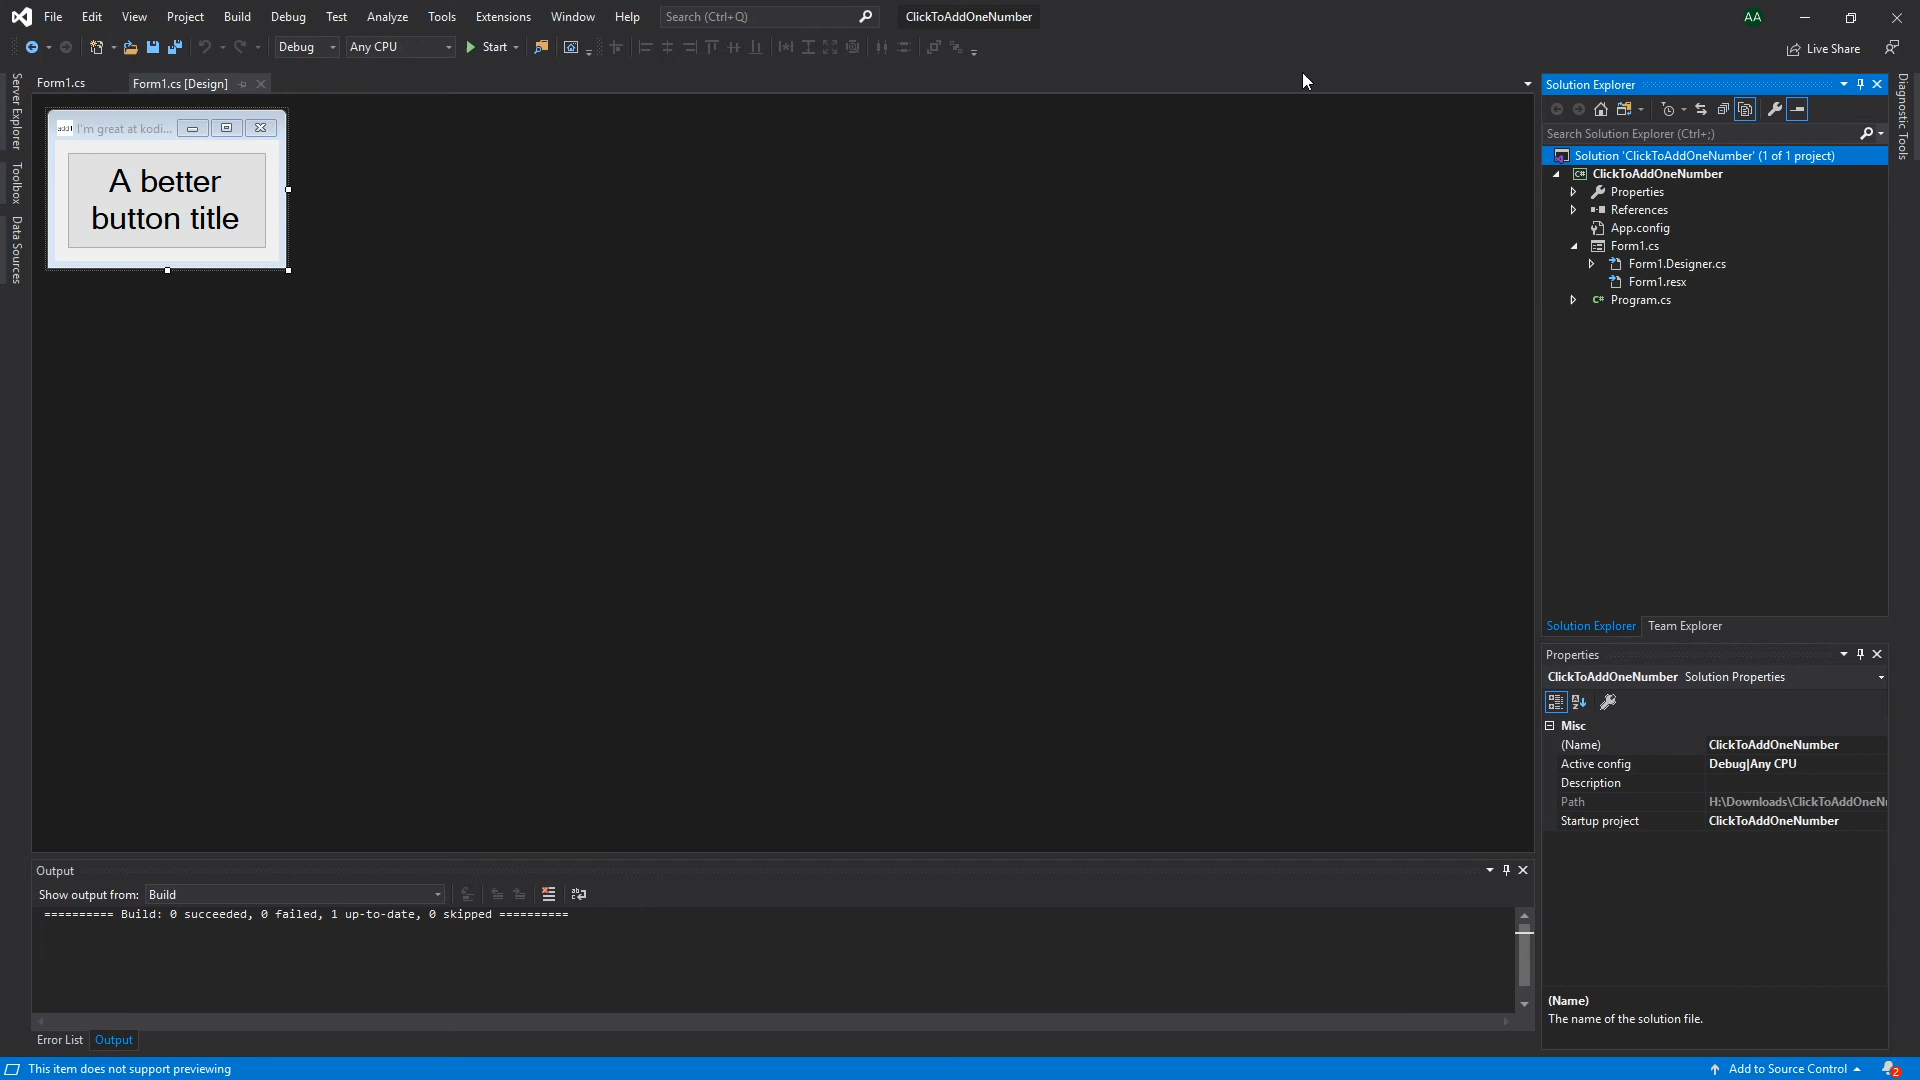 File Edit View Project Build Debug Test Analyze Tools Extensions Window Help Search (Ctrl+Q) ClickToAddOneNumber AA
Debug Any CPU Start Live Share
Form1.cs Form1.cs [Design]
Solution Explorer
Server Explorer
Toolbox
Data Sources
Diagnostic Tools
add1 I'm great at kodi...
A better
button title
Search Solution Explorer (Ctrl+;)
Solution 'ClickToAddOneNumber' (1 of 1 project)
C# ClickToAddOneNumber
Properties
References
App.config
Form1.cs
Form1.Designer.cs
Form1.resx
C# Program.cs
Solution Explorer Team Explorer
Properties
ClickToAddOneNumber Solution Properties
Misc
(Name) ClickToAddOneNumber
Active config Debug|Any CPU
Description
Path H:\Downloads\ClickToAddOneNu
Startup project ClickToAddOneNumber
(Name)
The name of the solution file.
Output
Show output from: Build
========== Build: 0 succeeded, 0 failed, 1 up-to-date, 0 skipped ==========
Error List Output
This item does not support previewing Add to Source Control 2